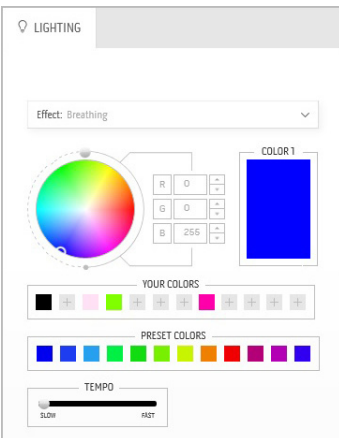 LIGHTING
Effect: Breathing
COLOR 1
R 0
G 0
B 255
YOUR COLORS
PRESET COLORS
TEMPO
SLOW FAST